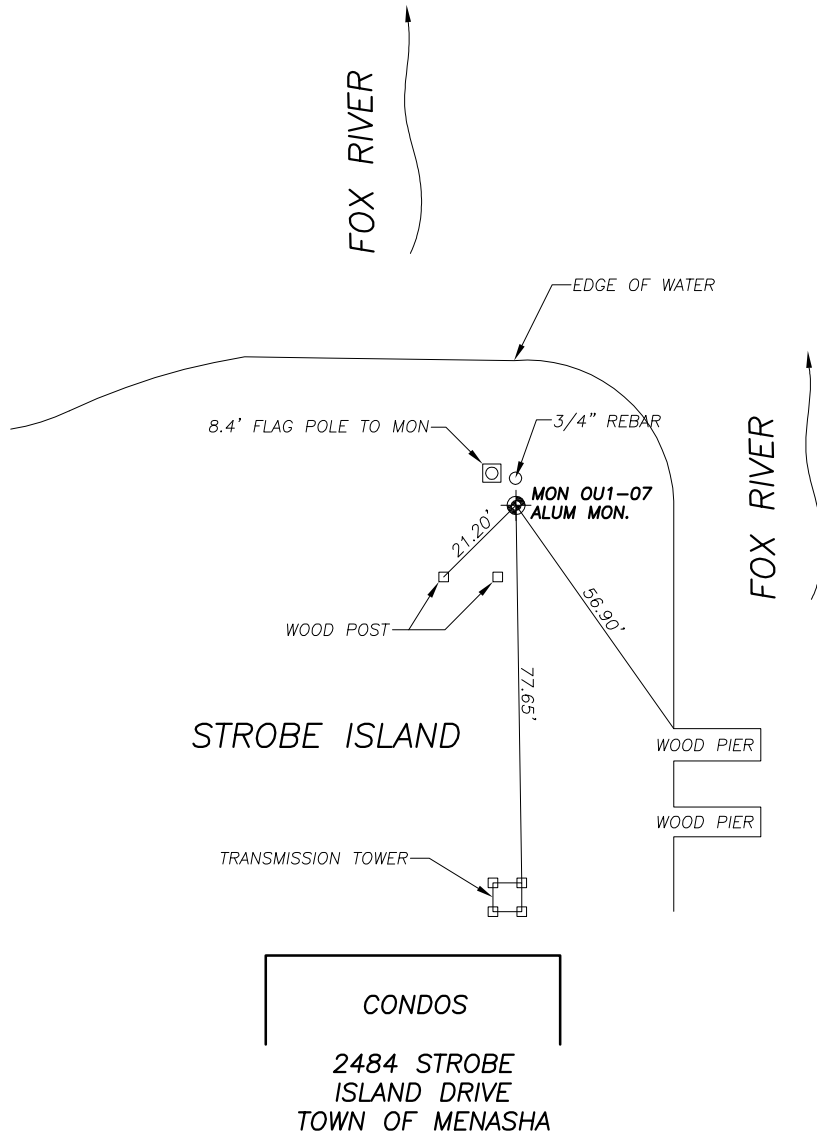 FOX RIVER
EDGE OF WATER
8.4' FLAG POLE TO MON
3/4" REBAR
FOX RIVER
MON OU1-07
ALUM MON.
21.20'
56.90'
WOOD POST
77.65'
STROBE ISLAND
WOOD PIER
WOOD PIER
TRANSMISSION TOWER
CONDOS
2484 STROBE
ISLAND DRIVE
TOWN OF MENASHA